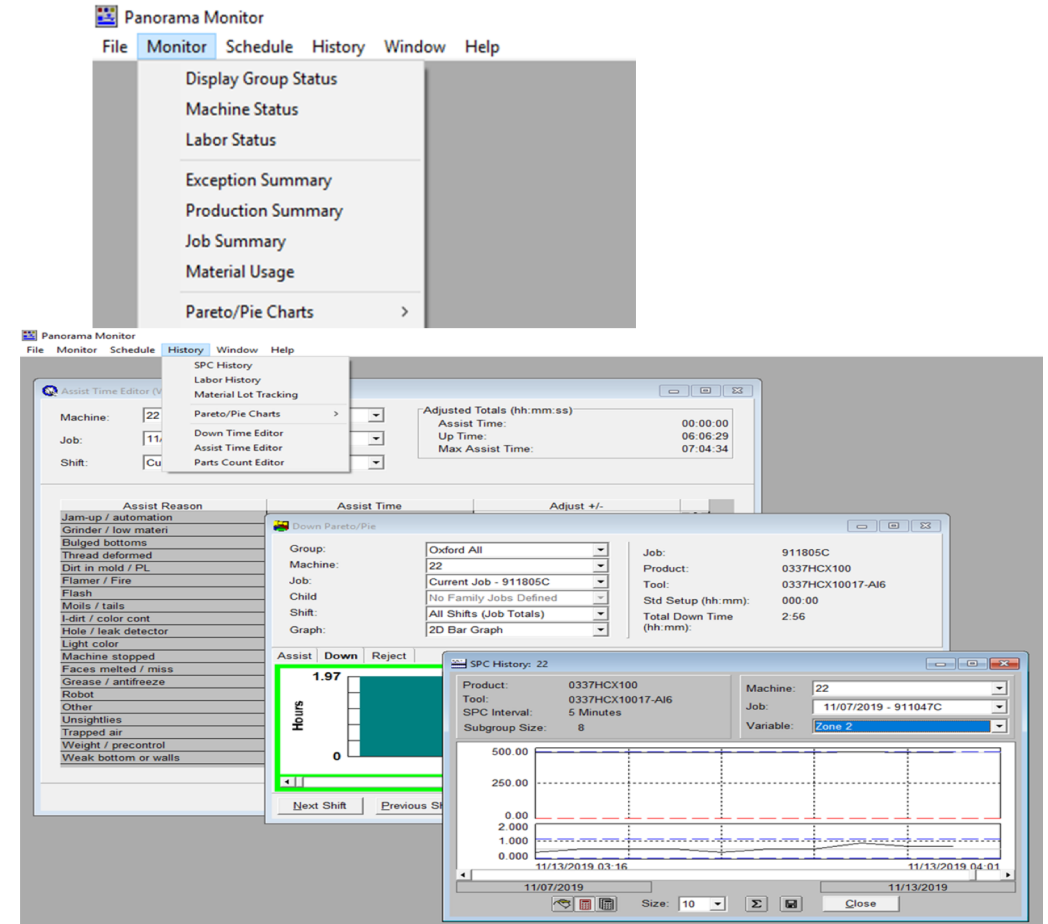 Panorama Monitor
File Monitor Schedule History Window Help
Display Group Status
Machine Status
Labor Status
Exception Summary
Production Summary
Job Summary
Material Usage
Pareto/Pie Charts >
Panorama Monitor
File Monitor Schedule History Window Help
SPC History
Labor History
Material Lot Tracking
Pareto/Pie Charts >
Down Time Editor
Assist Time Editor
Parts Count Editor
Assist Time Editor (V
Machine: 22
Job: 11/
Shift: Cu
Adjusted Totals (hh:mm:ss)
Assist Time: 00:00:00
Up Time: 06:06:29
Max Assist Time: 07:04:34
Assist Reason Assist Time Adjust +/-
Jam-up / automation
Grinder / low materi
Bulged bottoms
Thread deformed
Dirt in mold / PL
Flamer / Fire
Flash
Moils / tails
I-dirt / color cont
Hole / leak detector
Light color
Machine stopped
Faces melted / miss
Grease / antifreeze
Robot
Other
Unsightlies
Trapped air
Weight / precontrol
Weak bottom or walls
Down Pareto/Pie
Group: Oxford All
Machine: 22
Job: Current Job - 911805C
Child No Family Jobs Defined
Shift: All Shifts (Job Totals)
Graph: 2D Bar Graph
Job: 911805C
Product: 0337HCX100
Tool: 0337HCX10017-AI6
Std Setup (hh:mm): 000:00
Total Down Time 2:56
(hh:mm):
Assist Down Reject
1.97
Hours
0
Next Shift Previous Sh
SPC History: 22
Product: 0337HCX100
Tool: 0337HCX10017-AI6
SPC Interval: 5 Minutes
Subgroup Size: 8
Machine: 22
Job: 11/07/2019 - 911047C
Variable: Zone 2
500.00
250.00
0.00
2.000
1.000
0.000
11/13/2019 03:16 11/13/2019 04:01
11/07/2019 11/13/2019
Size: 10 Σ Close